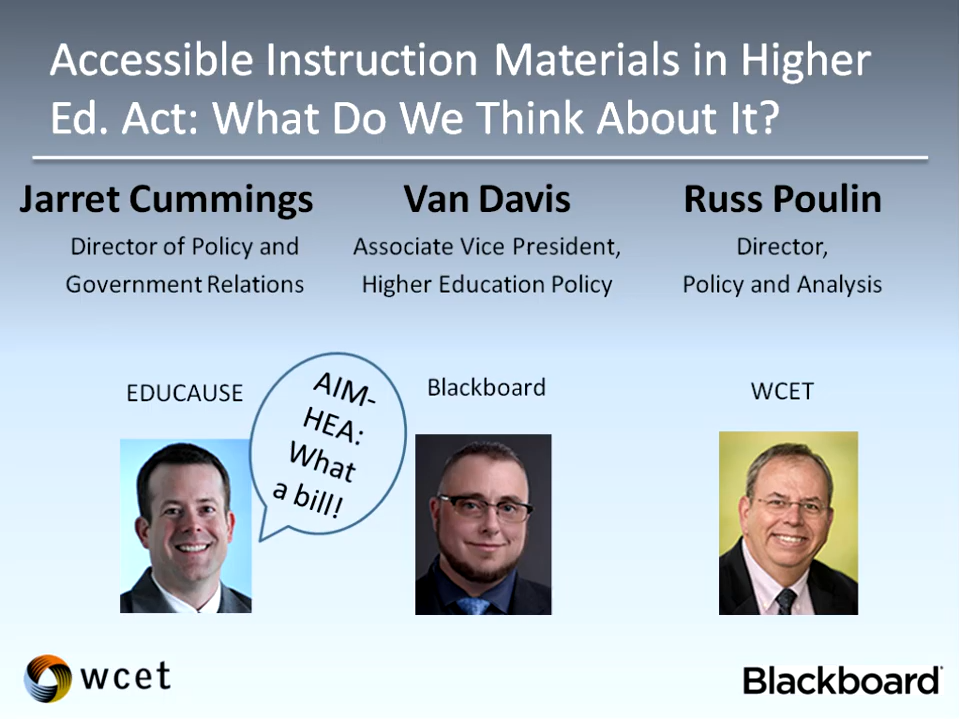 Accessible Instruction Materials in Higher
Ed. Act: What Do We Think About It?
Jarret Cummings
Director of Policy and
Government Relations
EDUCAUSE
Van Davis
Associate Vice President,
Higher Education Policy
Blackboard
Russ Poulin
Director,
Policy and Analysis
WCET
AIM-
HEA:
What
a bill!
wcet
Blackboard